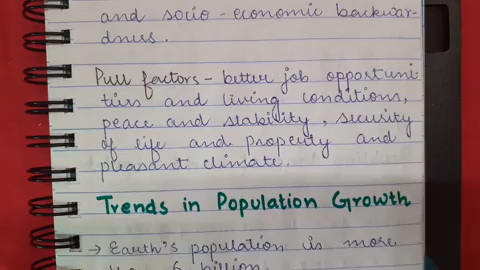 and socio-economic backwar-
dness.
Pull factors - better job opportuni-
ties and living conditions,
peace and stability, security
of life and property and
pleasant climate.
Trends in Population Growth
→ Earth's population is more
than 6 billion.